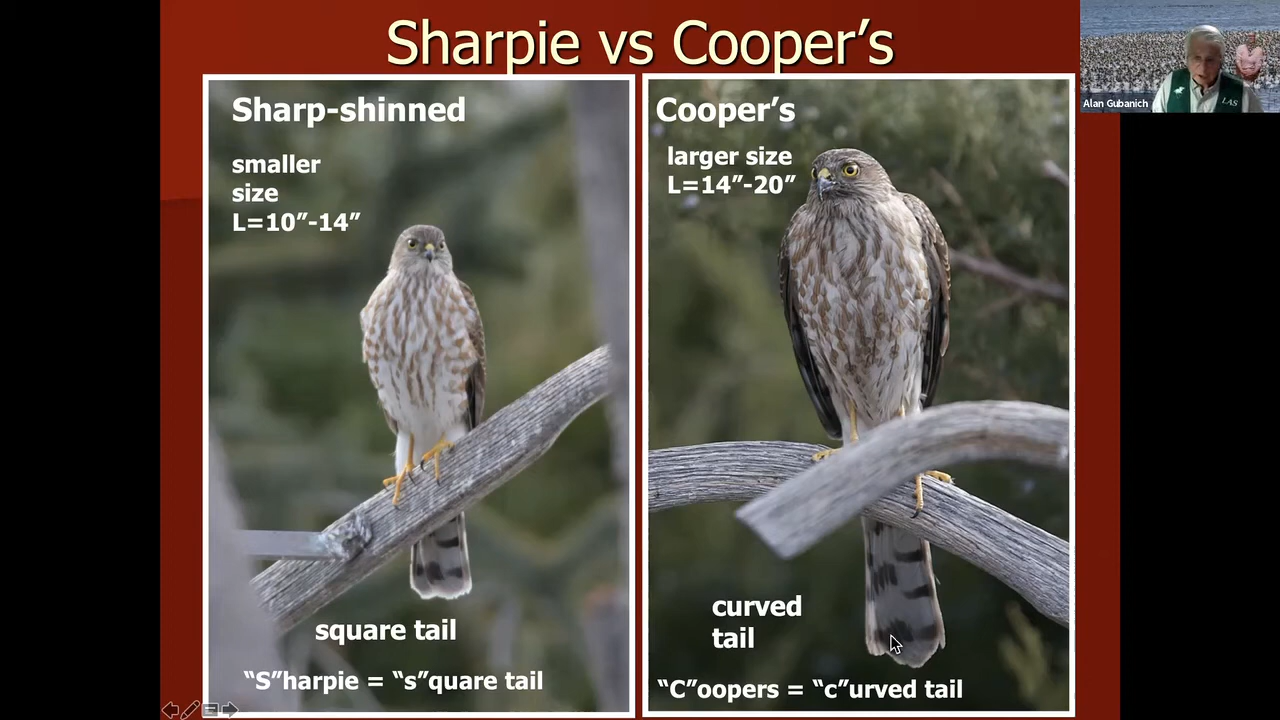 Sharpie vs Cooper’s
Sharp-shinned
smaller
size
L=10”-14”
square tail
“S”harpie = “s”quare tail
Cooper’s
larger size
L=14”-20”
curved
tail
“C”oopers = “c”urved tail
Alan Gubanich
LAS